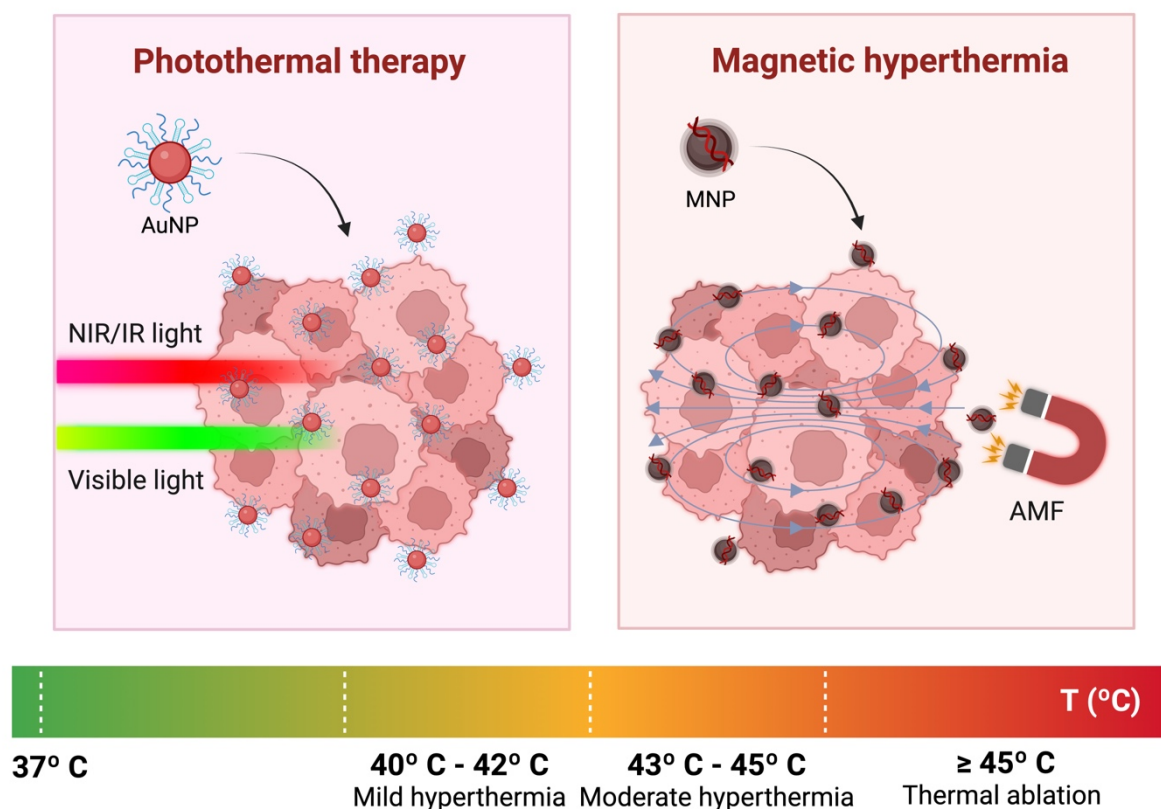 Photothermal therapy
AuNP
NIR/IR light
Visible light
Magnetic hyperthermia
MNP
AMF
T (ºC)
37º C
40º C - 42º C
Mild hyperthermia
43º C - 45º C
Moderate hyperthermia
≥ 45º C
Thermal ablation